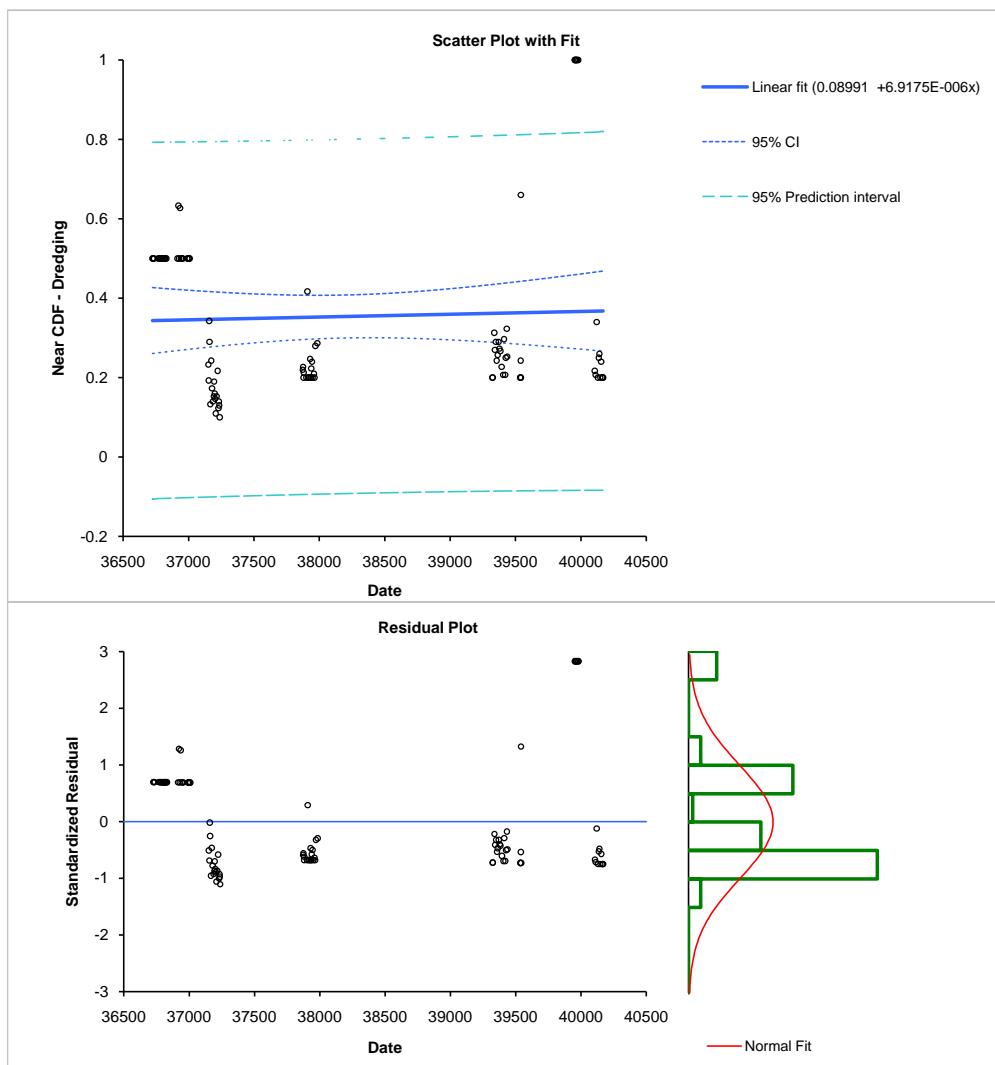 Scatter Plot with Fit
1
0.8
0.6
0.4
0.2
0
-0.2
Near CDF - Dredging
36500 37000 37500 38000 38500 39000 39500 40000 40500
Date
Linear fit (0.08991 +6.9175E-006x)
95% CI
95% Prediction interval
Residual Plot
3
2
1
0
-1
-2
-3
Standardized Residual
36500 37000 37500 38000 38500 39000 39500 40000 40500
Date
Normal Fit